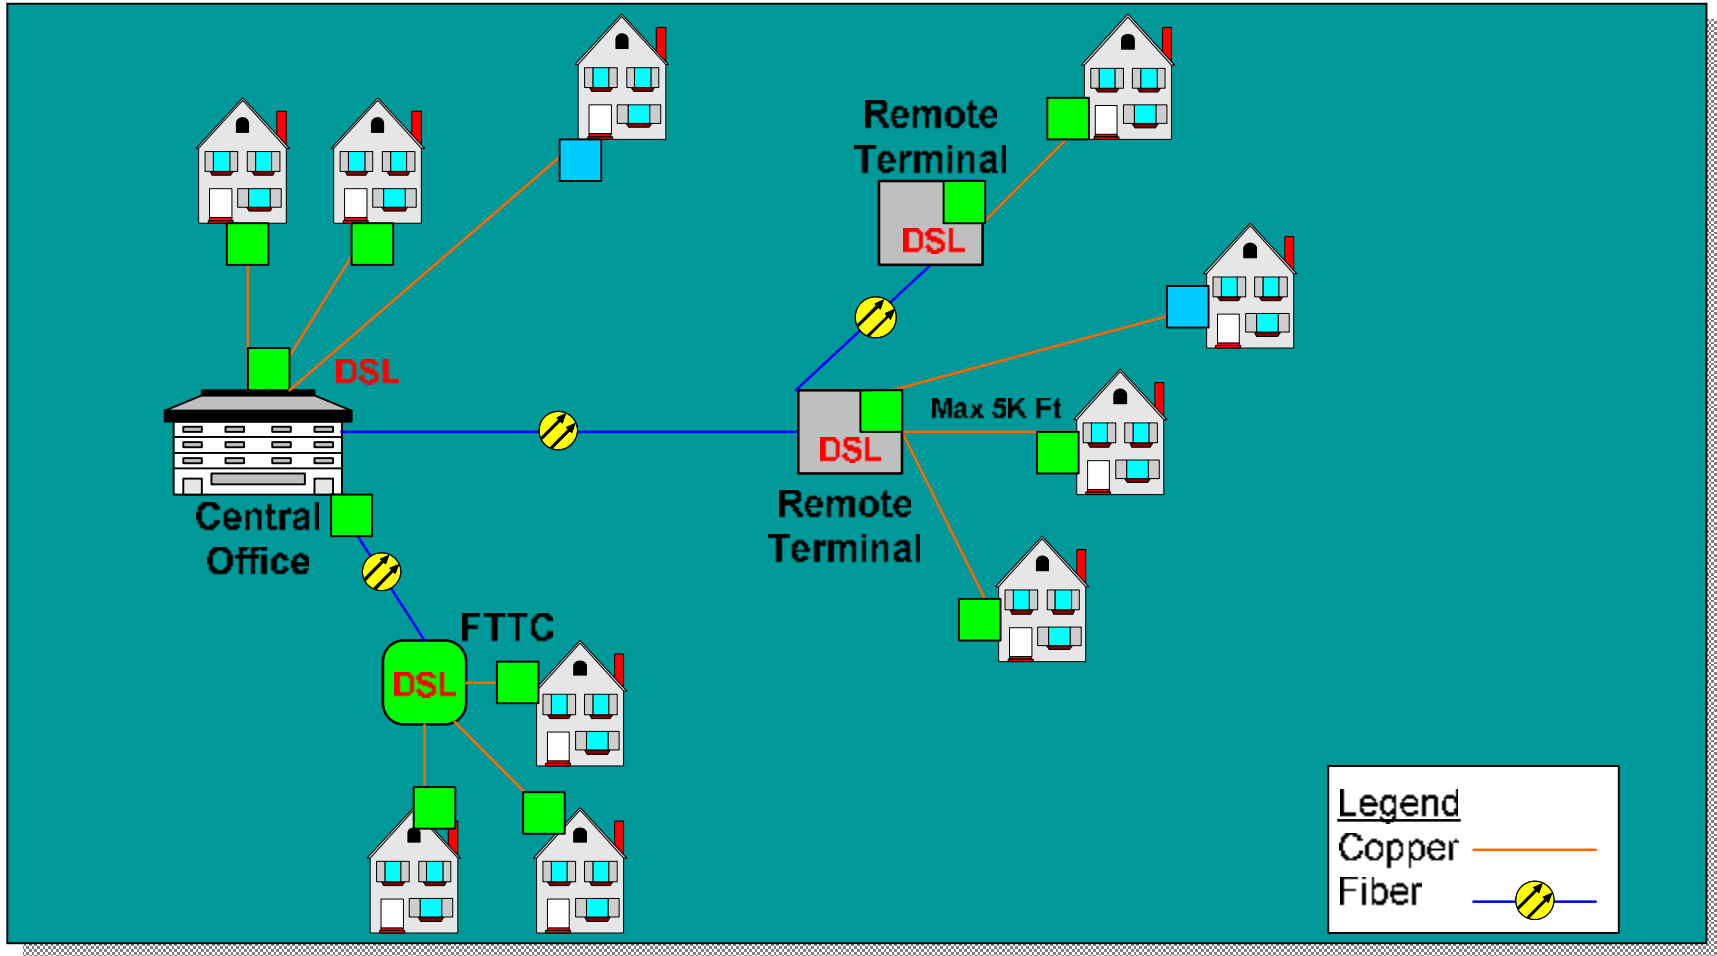 Remote
Terminal
DSL
DSL
Max 5K Ft
DSL
Remote
Terminal
Central
Office
FTTC
DSL
Legend
Copper
Fiber